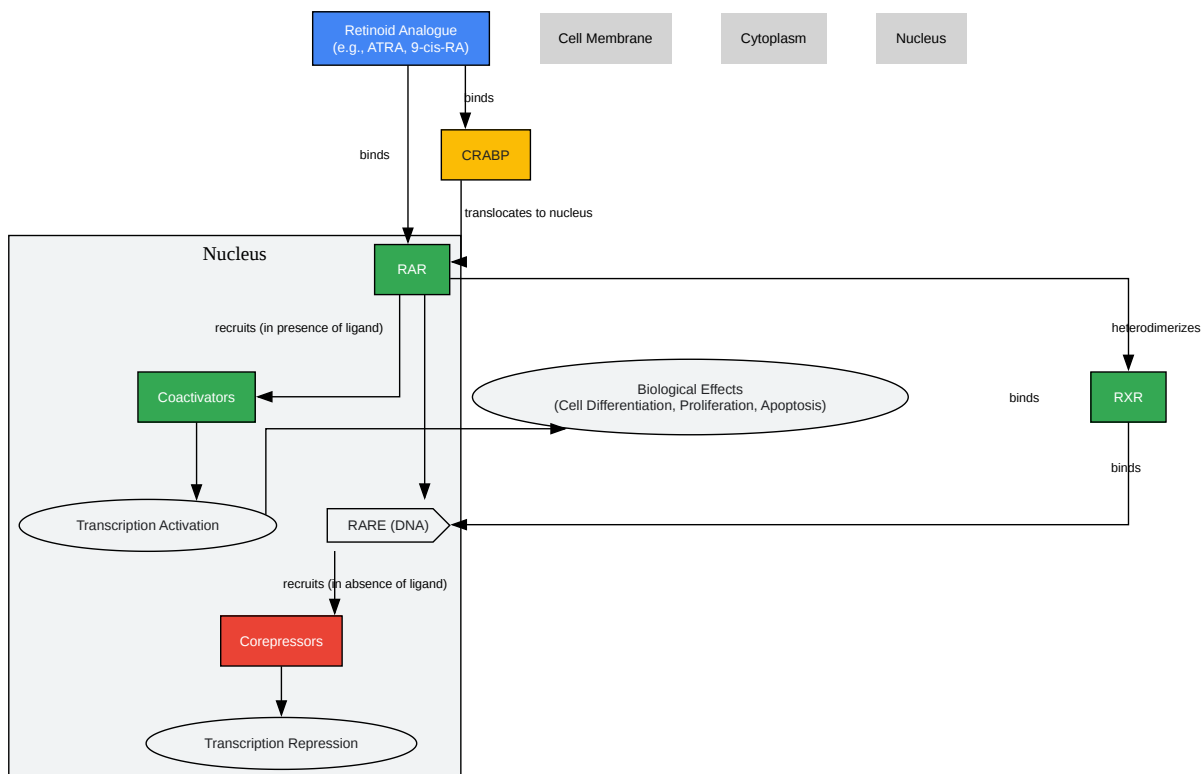 Retinoid Analogue
(e.g., ATRA, 9-cis-RA)
Cell Membrane
Cytoplasm
Nucleus
binds
CRABP
binds
translocates to nucleus
Nucleus
RAR
recruits (in presence of ligand)
heterodimerizes
Coactivators
Biological Effects
(Cell Differentiation, Proliferation, Apoptosis)
binds
RXR
binds
Transcription Activation
RARE (DNA)
recruits (in absence of ligand)
Corepressors
Transcription Repression